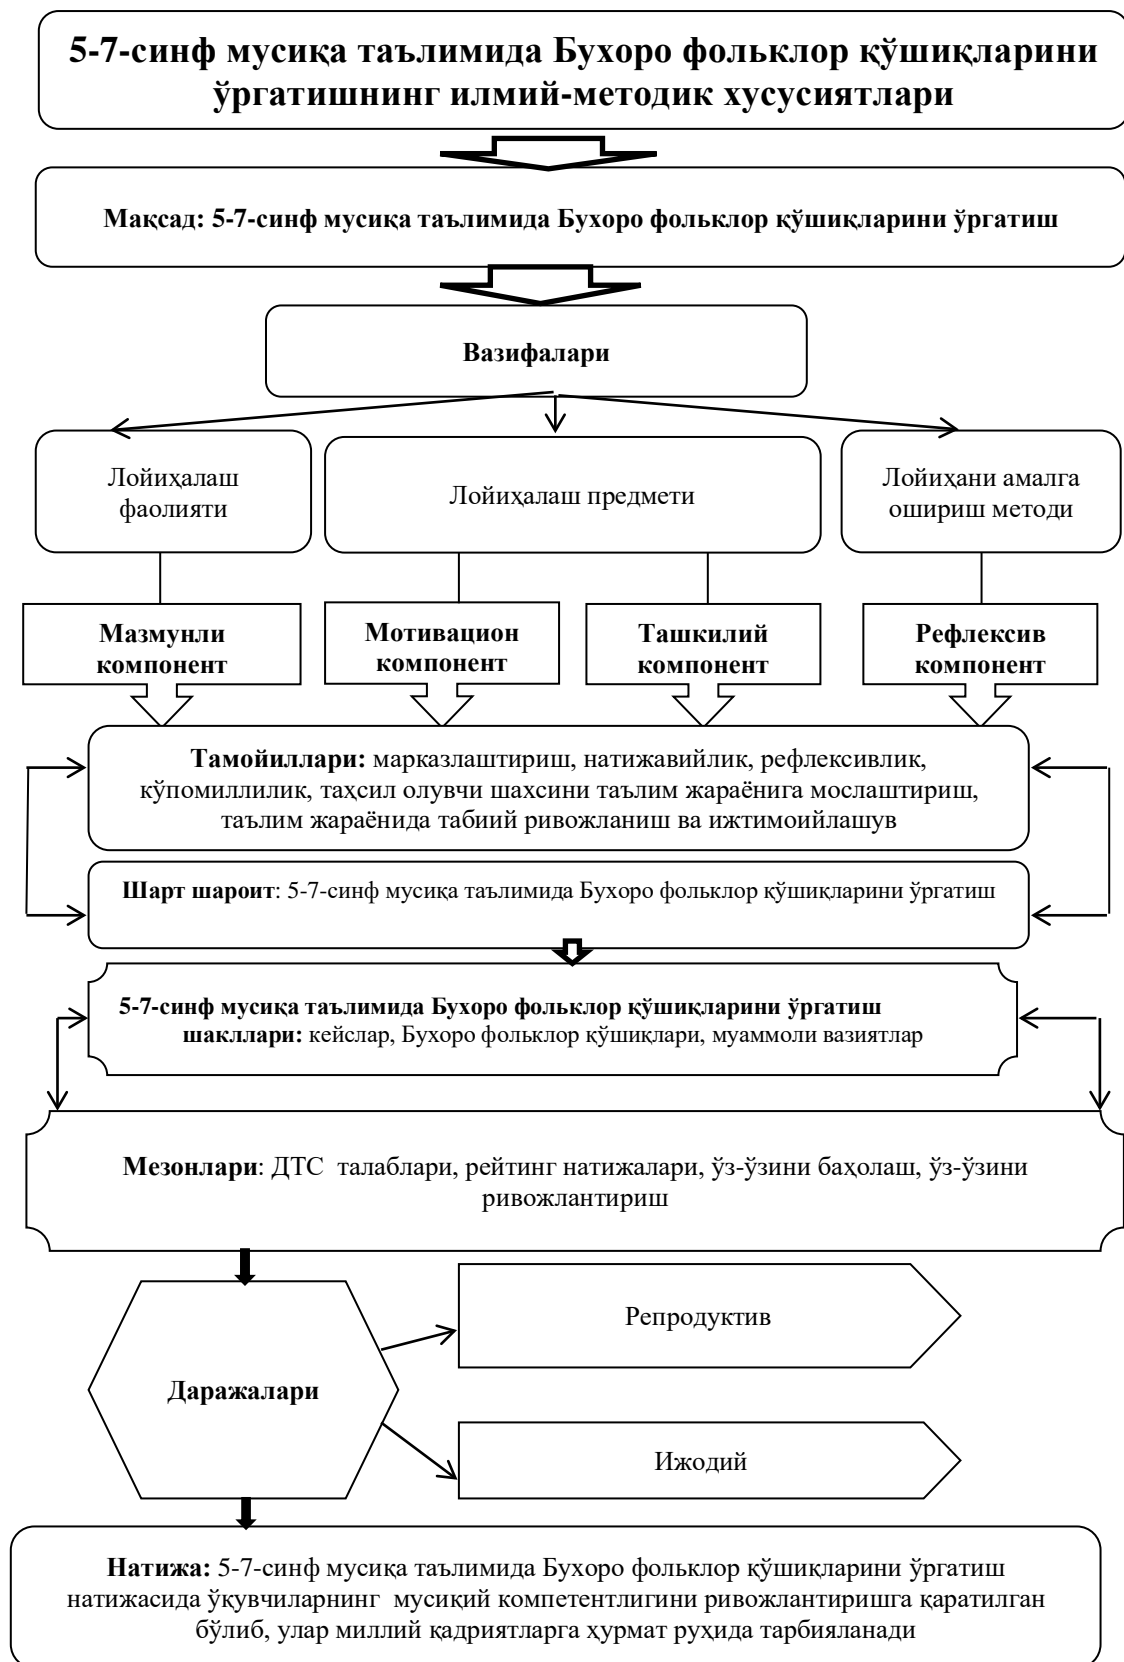 5-7-синф мусиқа таълимида Бухоро фольклор қўшиқларини
ўргатишнинг илмий-методик хусусиятлари
Мақсад: 5-7-синф мусиқа таълимида Бухоро фольклор қўшиқларини ўргатиш
Вазифалари
Лойиҳалаш
фаолияти
Лойиҳалаш предмети
Лойиҳани амалга
ошириш методи
Мазмунли
компонент
Мотивацион
компонент
Ташкилий
компонент
Рефлексив
компонент
Тамойиллари: марказлаштириш, натижавийлик, рефлексивлик,
кўпомиллилик, таҳсил олувчи шахсини таълим жараёнига мослаштириш,
таълим жараёнида табиий ривожланиш ва ижтимоийлашув
Шарт шароит: 5-7-синф мусиқа таълимида Бухоро фольклор қўшиқларини ўргатиш
5-7-синф мусиқа таълимида Бухоро фольклор қўшиқларини ўргатиш
шакллари: кейслар, Бухоро фольклор қўшиқлари, муаммоли вазиятлар
Мезонлари: ДТС талаблари, рейтинг натижалари, ўз-ўзини баҳолаш, ўз-ўзини
ривожлантириш
Даражалари
Репродуктив
Ижодий
Натижа: 5-7-синф мусиқа таълимида Бухоро фольклор қўшиқларини ўргатиш
натижасида ўқувчиларнинг мусиқий компетентлигини ривожлантиришга қаратилган
бўлиб, улар миллий қадриятларга ҳурмат руҳида тарбияланади